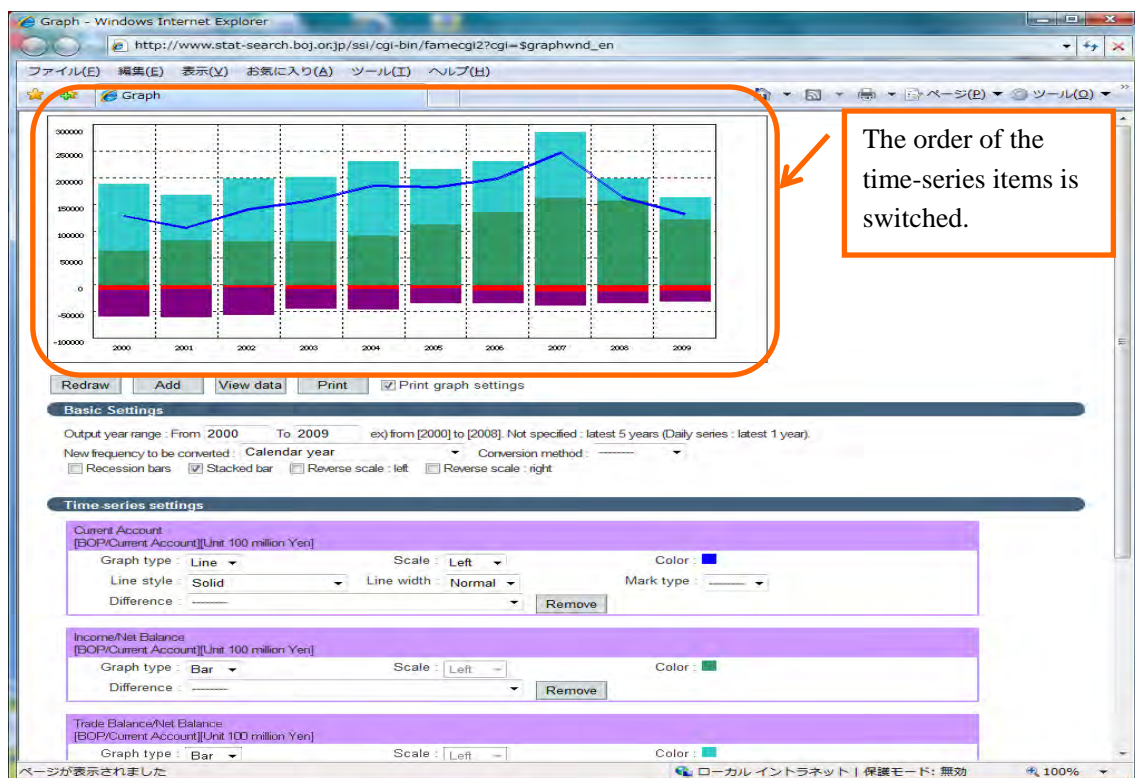 Graph - Windows Internet Explorer
http://www.stat-search.boj.or.jp/ssi/cgi-bin/famecgi2?cgi=$graphwnd_en
ファイル(F) 編集(E) 表示(V) お気に入り(A) ツール(T) ヘルプ(H)
Graph ページ(P) ツール(O)
The order of the
time-series items is
switched.
300000
250000
200000
150000
100000
50000
0
-50000
-100000
2000 2001 2002 2003 2004 2005 2006 2007 2008 2009
Redraw Add View data Print Print graph settings
Basic Settings
Output year range : From 2000 To 2009 ex) from [2000] to [2008]. Not specified : latest 5 years (Daily series : latest 1 year).
New frequency to be converted : Calendar year Conversion method : --------
Recession bars Stacked bar Reverse scale : left Reverse scale : right
Time-series settings
Current Account
[BOP/Current Account][Unit 100 million Yen]
Graph type : Line Scale : Left Color :
Line style : Solid Line width : Normal Mark type : --------
Difference : --------
Remove
Income/Net Balance
[BOP/Current Account][Unit 100 million Yen]
Graph type : Bar Scale : Left Color :
Difference : --------
Remove
Trade Balance/Net Balance
[BOP/Current Account][Unit 100 million Yen]
Graph type : Bar Scale : Left Color :
ページが表示されました ローカル イントラネット | 保護モード: 無効 100%